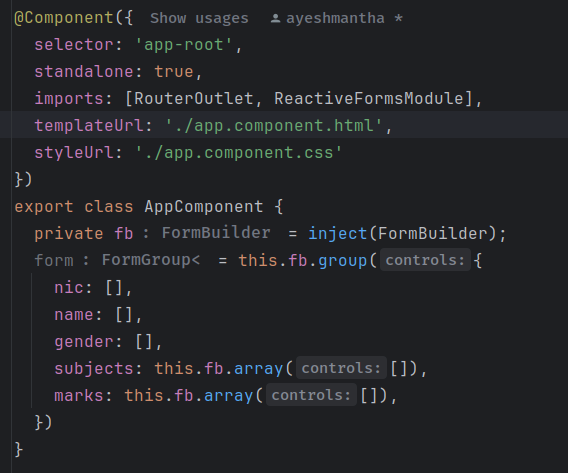 @Component({ Show usages ayeshmantha *
selector: 'app-root',
standalone: true,
imports: [RouterOutlet, ReactiveFormsModule],
templateUrl: './app.component.html',
styleUrl: './app.component.css'
})
export class AppComponent {
private fb : FormBuilder = inject(FormBuilder);
form : FormGroup< = this.fb.group( controls: {
nic: [],
name: [],
gender: [],
subjects: this.fb.array( controls: []),
marks: this.fb.array( controls: []),
})
}